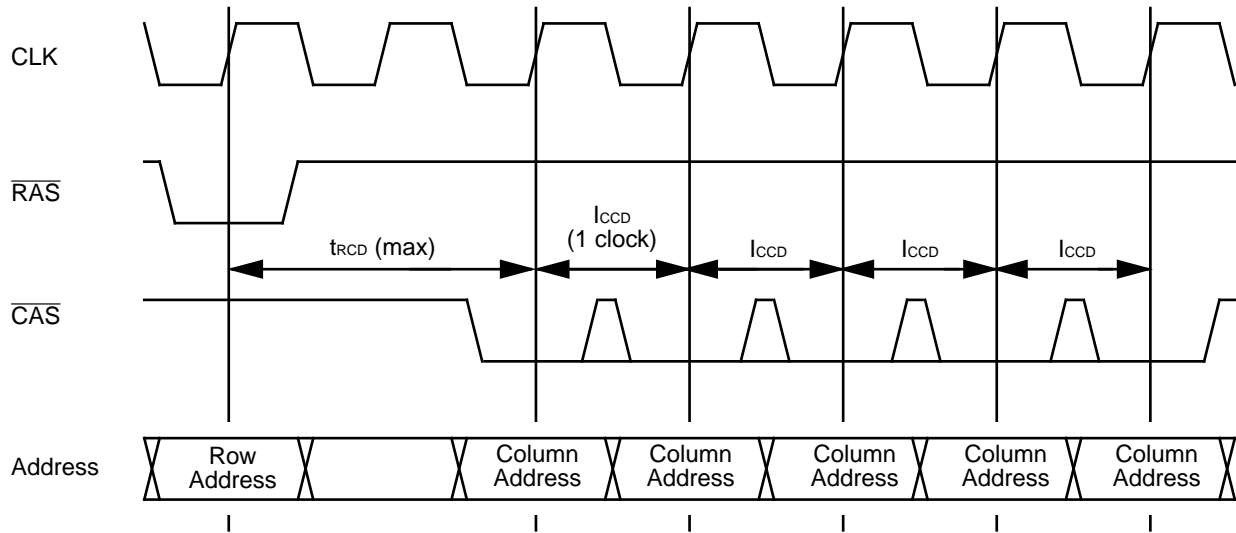 CLK
RAS
ICCD
(1 clock)
tRCD (max)
ICCD
ICCD
ICCD
CAS
Address
Row
Address
Column
Address
Column
Address
Column
Address
Column
Address
Column
Address